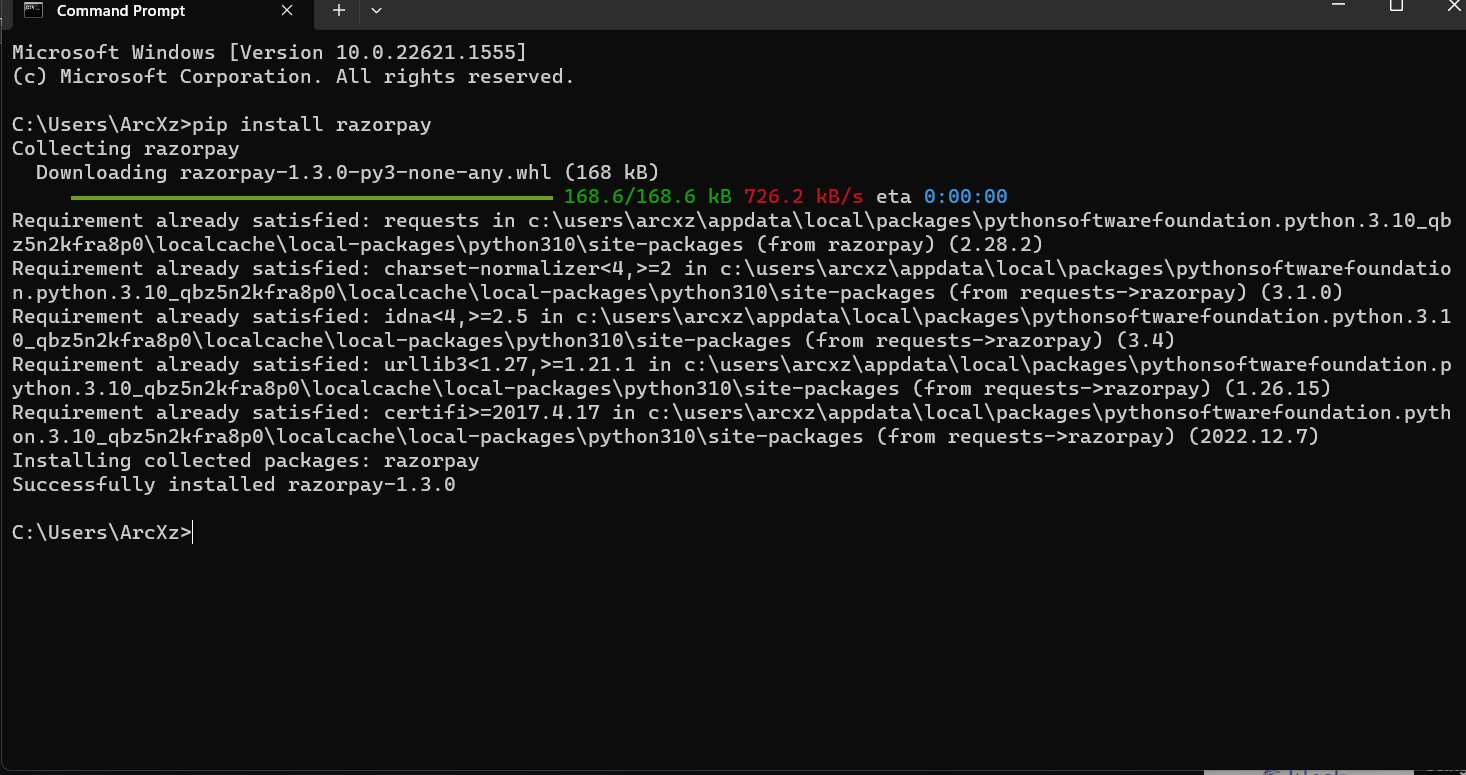 Command Prompt
Microsoft Windows [Version 10.0.22621.1555]
(c) Microsoft Corporation. All rights reserved.
C:\Users\ArcXz>pip install razorpay
Collecting razorpay
Downloading razorpay-1.3.0-py3-none-any.whl (168 kB)
168.6/168.6 kB 726.2 kB/s eta 0:00:00
Requirement already satisfied: requests in c:\users\arcxz\appdata\local\packages\pythonsoftwarefoundation.python.3.10_qb
z5n2kfra8p0\localcache\local-packages\python310\site-packages (from razorpay) (2.28.2)
Requirement already satisfied: charset-normalizer<4,>=2 in c:\users\arcxz\appdata\local\packages\pythonsoftwarefoundatio
n.python.3.10_qbz5n2kfra8p0\localcache\local-packages\python310\site-packages (from requests->razorpay) (3.1.0)
Requirement already satisfied: idna<4,>=2.5 in c:\users\arcxz\appdata\local\packages\pythonsoftwarefoundation.python.3.1
0_qbz5n2kfra8p0\localcache\local-packages\python310\site-packages (from requests->razorpay) (3.4)
Requirement already satisfied: urllib3<1.27,>=1.21.1 in c:\users\arcxz\appdata\local\packages\pythonsoftwarefoundation.p
ython.3.10_qbz5n2kfra8p0\localcache\local-packages\python310\site-packages (from requests->razorpay) (1.26.15)
Requirement already satisfied: certifi>=2017.4.17 in c:\users\arcxz\appdata\local\packages\pythonsoftwarefoundation.pyth
on.3.10_qbz5n2kfra8p0\localcache\local-packages\python310\site-packages (from requests->razorpay) (2022.12.7)
Installing collected packages: razorpay
Successfully installed razorpay-1.3.0
C:\Users\ArcXz>